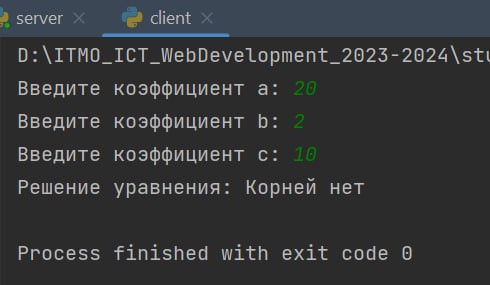 server × client ×
D:\ITMO_ICT_WebDevelopment_2023-2024\stu
Введите коэффициент a: 20
Введите коэффициент b: 2
Введите коэффициент c: 10
Решение уравнения: Корней нет
Process finished with exit code 0